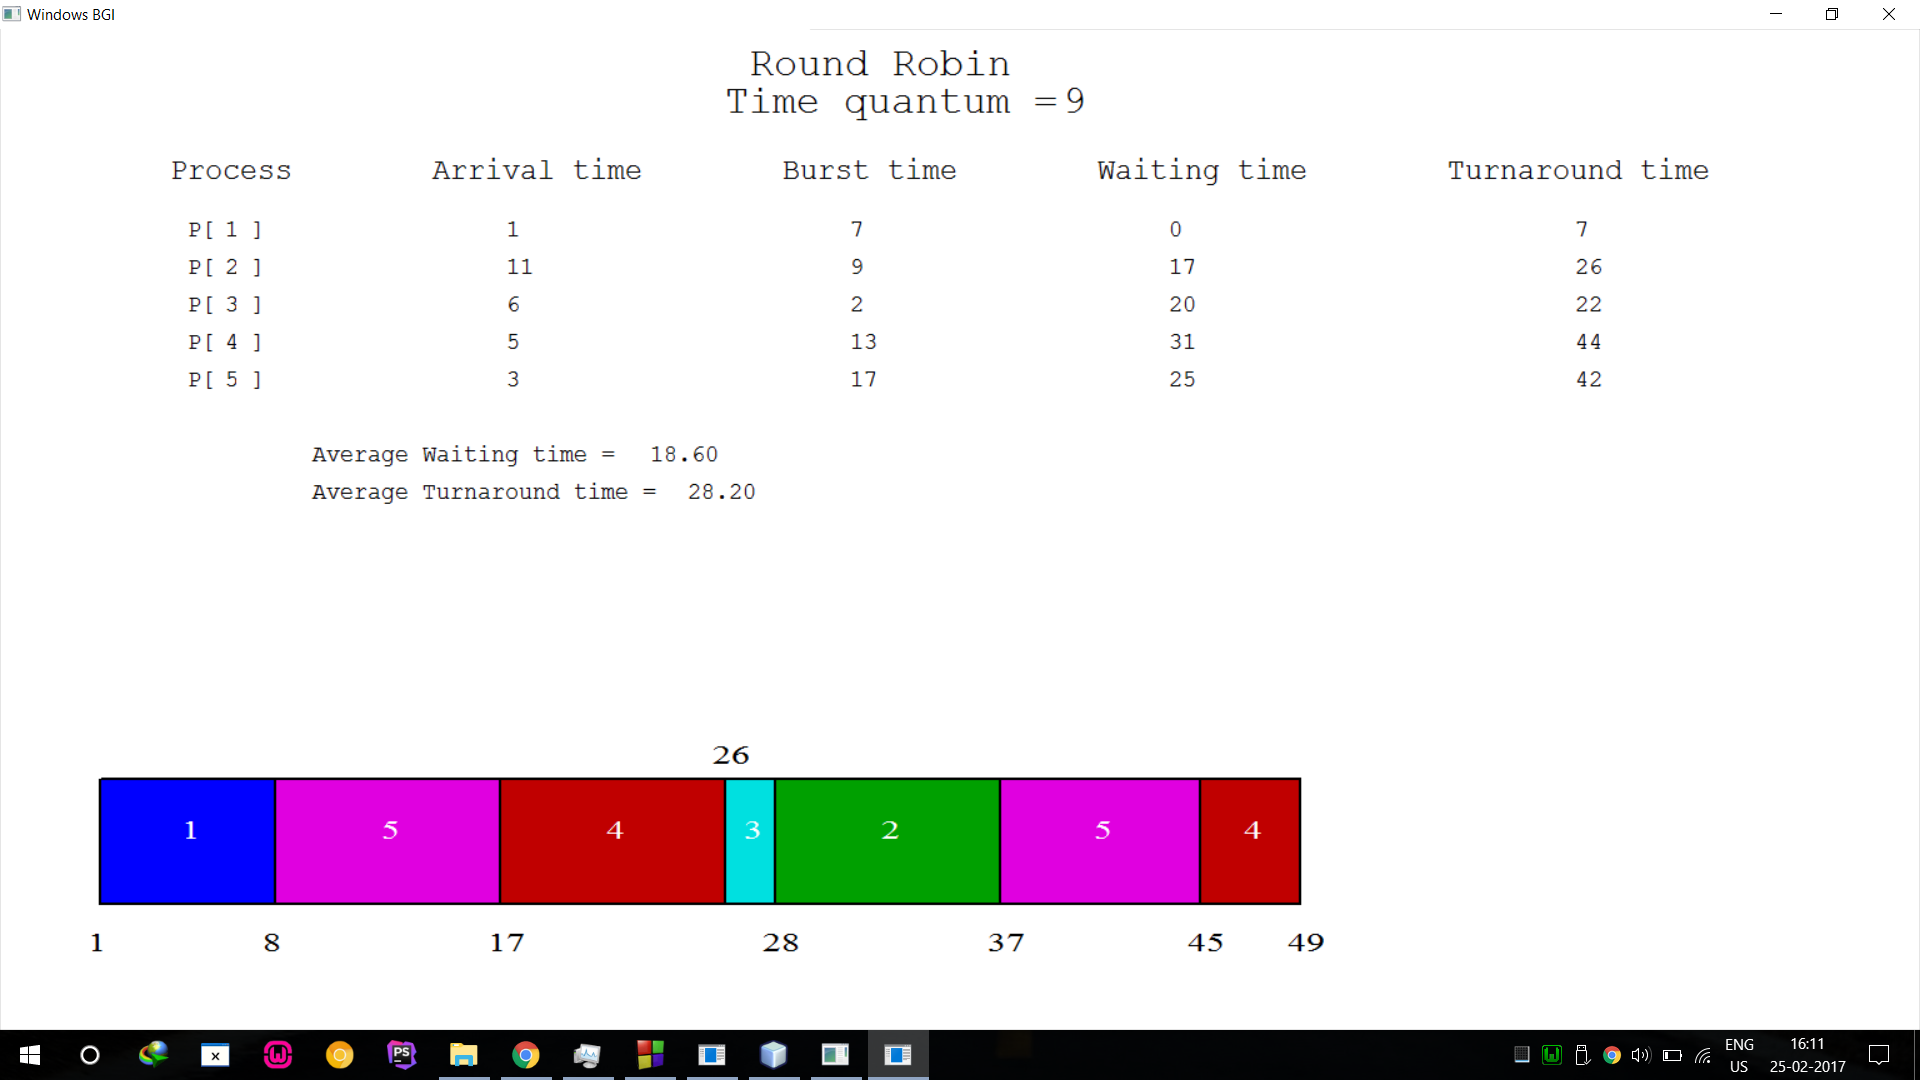 Windows BGI
Round Robin
Time quantum =9
Process Arrival time Burst time Waiting time Turnaround time
P[ 1 ] 1 7 0 7
P[ 2 ] 11 9 17 26
P[ 3 ] 6 2 20 22
P[ 4 ] 5 13 31 44
P[ 5 ] 3 17 25 42
Average Waiting time = 18.60
Average Turnaround time = 28.20
26
1 5 4 3 2 5 4
1 8 17 28 37 45 49
PS
ENG 16:11
US 25-02-2017